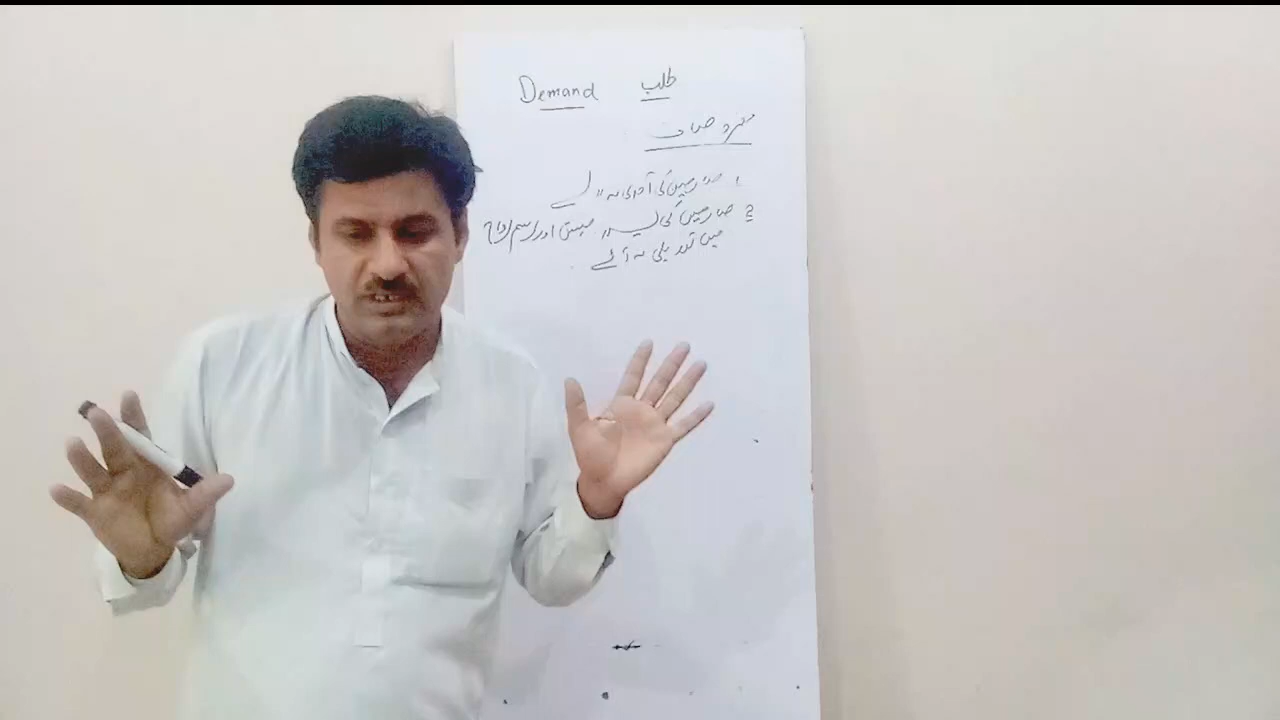 Demand طلب
مفروضات
1 صارفین کی آمدنی نہ بدلے
2 صارفین کی پسند، فیشن اور رسم رواج
میں تبدیلی نہ آئے